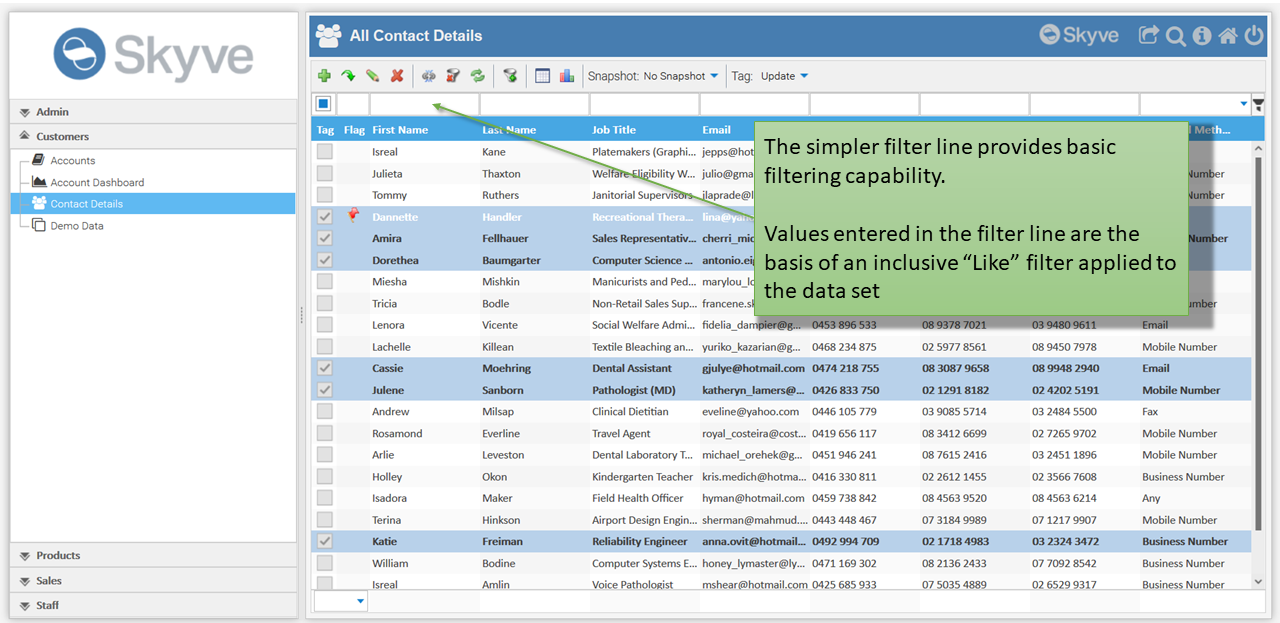 Skyve
Admin
Customers
Accounts
Account Dashboard
Contact Details
Demo Data
Products
Sales
Staff
All Contact Details
Skyve
Snapshot: No Snapshot Tag: Update
Tag Flag First Name Last Name Job Title Email Meth...
Isreal Kane Platemakers (Graphi... jepps@hot
Julieta Thaxton Welfare Eligibility W... julio@gma umber
Tommy Ruthers Janitorial Supervisors ilaprade@l
Dannette Handler Recreational Thera... lina@ya
Amira Fellhauer Sales Representativ... cherri_mic umber
Dorethea Baumgarter Computer Science ... antonio.ei
Miesha Mishkin Manicurists and Ped... marylou_lo
Tricia Bodle Non-Retail Sales Sup... francene.sk mber
Lenora Vicente Social Welfare Admi... fidelia_dampier@g... 0453 896 533 08 9378 7021 03 9480 9611 Email
Lachelle Killean Textile Bleaching an... yuriko_kazarian@g... 0468 234 875 02 5977 8561 08 9450 7978 Mobile Number
Cassie Moehring Dental Assistant gjulye@hotmail.com 0474 218 755 08 3087 9658 08 9948 2940 Email
Julene Sanborn Pathologist (MD) katheryn_lamers@... 0426 833 750 02 1291 8182 02 4202 5191 Mobile Number
Andrew Milsap Clinical Dietitian eveline@yahoo.com 0446 105 779 03 9085 5714 03 2484 5500 Fax
Rosamond Everline Travel Agent royal_costeira@cost... 0419 656 117 08 3412 6699 02 7265 9702 Mobile Number
Arlie Leveston Dental Laboratory T... michael_orehek@g... 0451 946 241 08 7615 2416 03 2451 1896 Mobile Number
Holley Okon Kindergarten Teacher kris.medich@hotma... 0416 330 811 02 2612 1455 02 3566 7608 Business Number
Isadora Maker Field Health Officer hyman@hotmail.com 0459 738 842 08 4563 9520 08 4563 6214 Any
Terina Hinkson Airport Design Engin... sherman@mahmud.... 0443 448 467 07 3184 9989 07 1217 9907 Mobile Number
Katie Freiman Reliability Engineer anna.ovit@hotmail... 0492 994 709 02 1718 4983 03 2324 3472 Business Number
William Bodine Computer Systems E... honey_lymaster@ly... 0471 169 302 08 2136 2433 07 7092 8542 Business Number
Isreal Amlin Voice Pathologist mshear@hotmail.com 0425 685 933 07 5035 4889 02 6529 9317 Business Number
The simpler filter line provides basic
filtering capability.
Values entered in the filter line are the
basis of an inclusive “Like” filter applied to
the data set